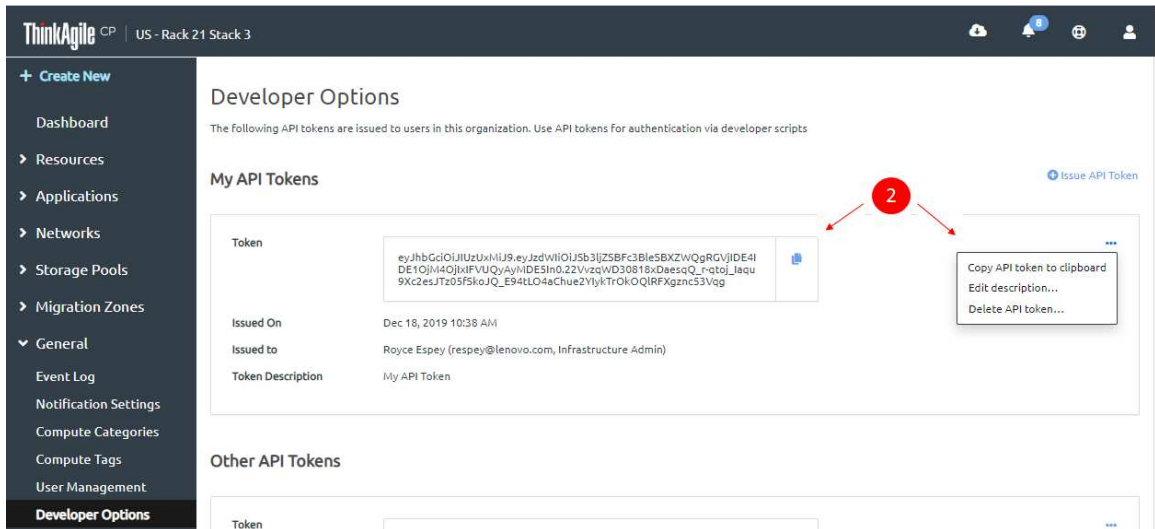 ThinkAgile CP | US - Rack 21 Stack 3
8
+ Create New
Dashboard
Resources
Applications
Networks
Storage Pools
Migration Zones
General
Event Log
Notification Settings
Compute Categories
Compute Tags
User Management
Developer Options
Developer Options
The following API tokens are issued to users in this organization. Use API tokens for authentication via developer scripts
My API Tokens
Issue API Token
2
Token
Copy API token to clipboard
Edit description...
Delete API token...
Issued On Dec 18, 2019 10:38 AM
Issued to Royce Espey (respey@lenovo.com, Infrastructure Admin)
Token Description My API Token
Other API Tokens
Token